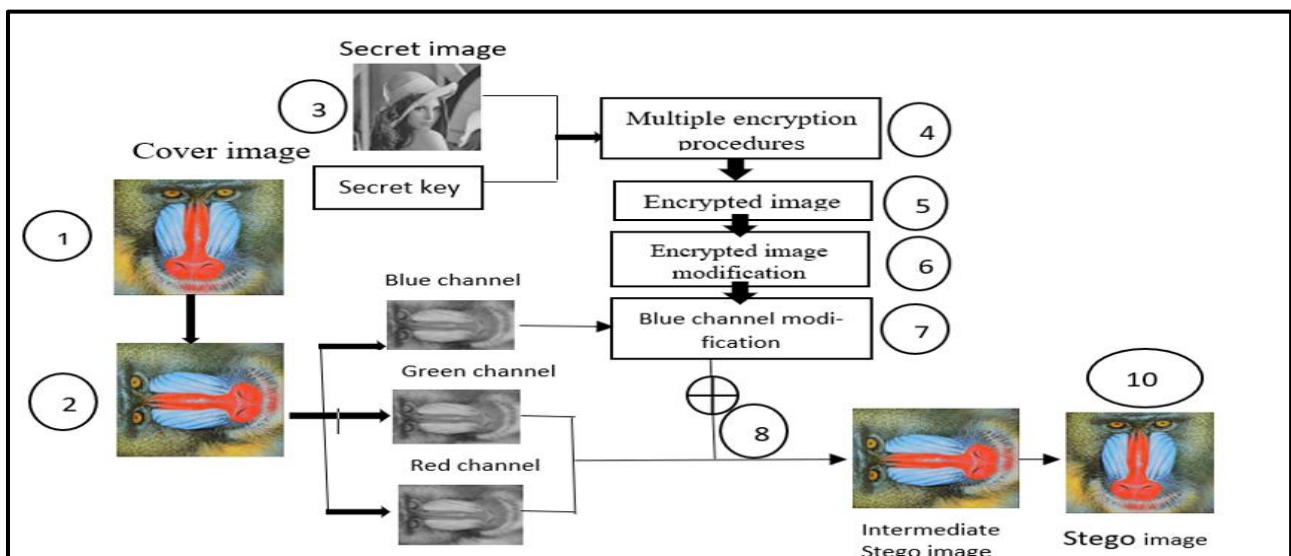 Secret image
3
Multiple encryption
procedures
4
Cover image
Secret key
Encrypted image
5
1
Encrypted image
modification
6
Blue channel
Blue channel modi-
fication
7
2
Green channel
10
8
Red channel
Intermediate
Stego image
Stego image